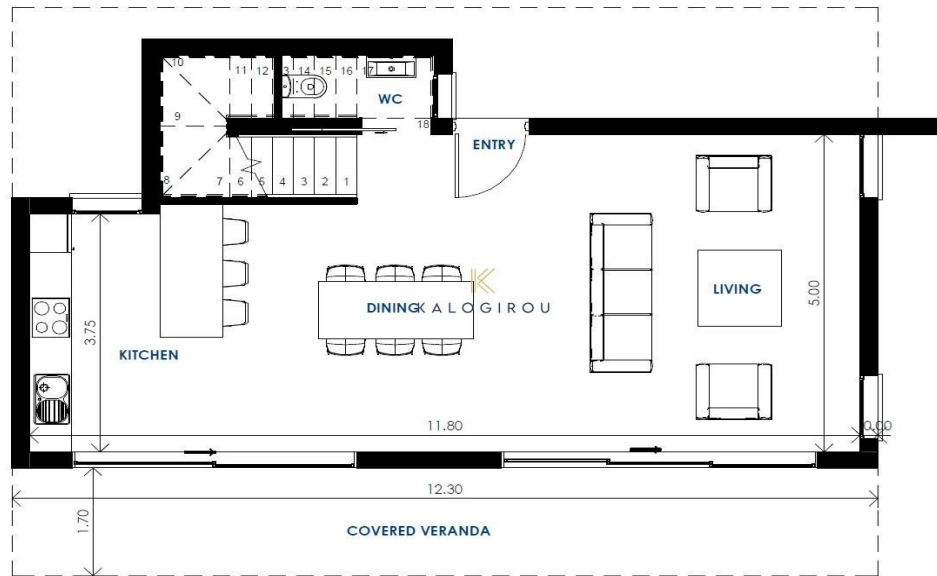 10
11 12 13 14 15 16 17
WC
9
18
ENTRY
8 7 6 5 4 3 2 1
DINING
KALOGIROU
LIVING
5.00
3.75
KITCHEN
11.80
0.00
12.30
1.70
COVERED VERANDA